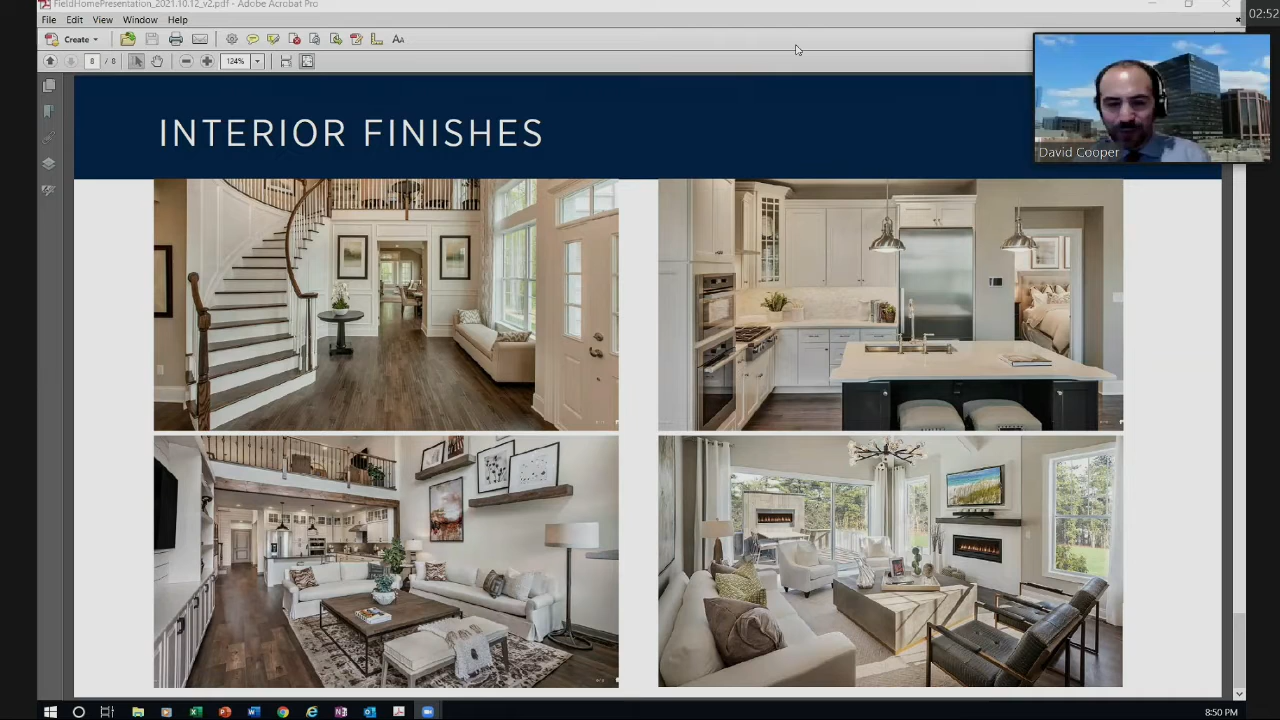 FieldHomePresentation_2021.10.12_v2.pdf - Adobe Acrobat Pro
02:52
File Edit View Window Help
Create
8 / 8 124%
INTERIOR FINISHES
David Cooper
8:50 PM